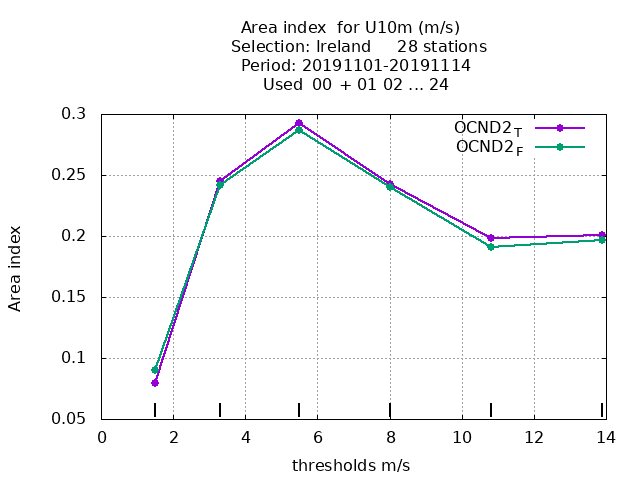 Area index  for U10m (m/s)
Selection: Ireland     28 stations
Period: 20191101-20191114
Used  00 + 01 02 ... 24
OCND2T
OCND2F
0.3
0.25
0.2
0.15
0.1
0.05
Area index
0 2 4 6 8 10 12 14
thresholds m/s